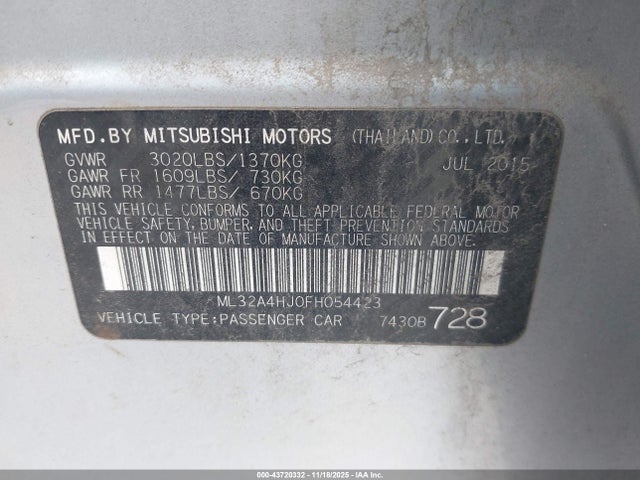 MFD.BY MITSUBISHI MOTORS (THAILAND)CO.,LTD.
GVWR 3020LBS/1370KG JUL 2015
GAWR FR 1609LBS/ 730KG
GAWR RR 1477LBS/ 670KG
THIS VEHICLE CONFORMS TO ALL APPLICABLE FEDERAL MOTOR
VEHICLE SAFETY, BUMPER, AND THEFT PREVENTION STANDARDS
IN EFFECT ON THE DATE OF MANUFACTURE SHOWN ABOVE.
ML32A4HJ0FH054423
VEHICLE TYPE:PASSENGER CAR 7430B 728
000-43720332 - 11/18/2025 - IAAI.COM